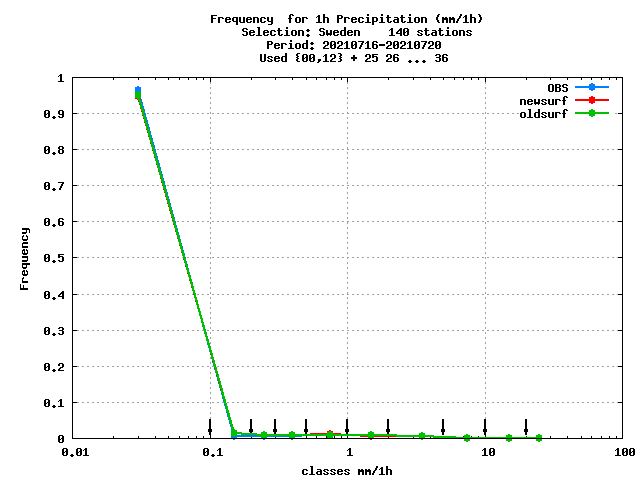 Frequency  for 1h Precipitation (mm/1h)
Selection: Sweden    140 stations
Period: 20210716-20210720
Used {00,12} + 25 26 ... 36
OBS
newsurf
oldsurf
1
0.9
0.8
0.7
0.6
0.5
0.4
0.3
0.2
0.1
0
Frequency
0.01
0.1
1
10
100
classes mm/1h